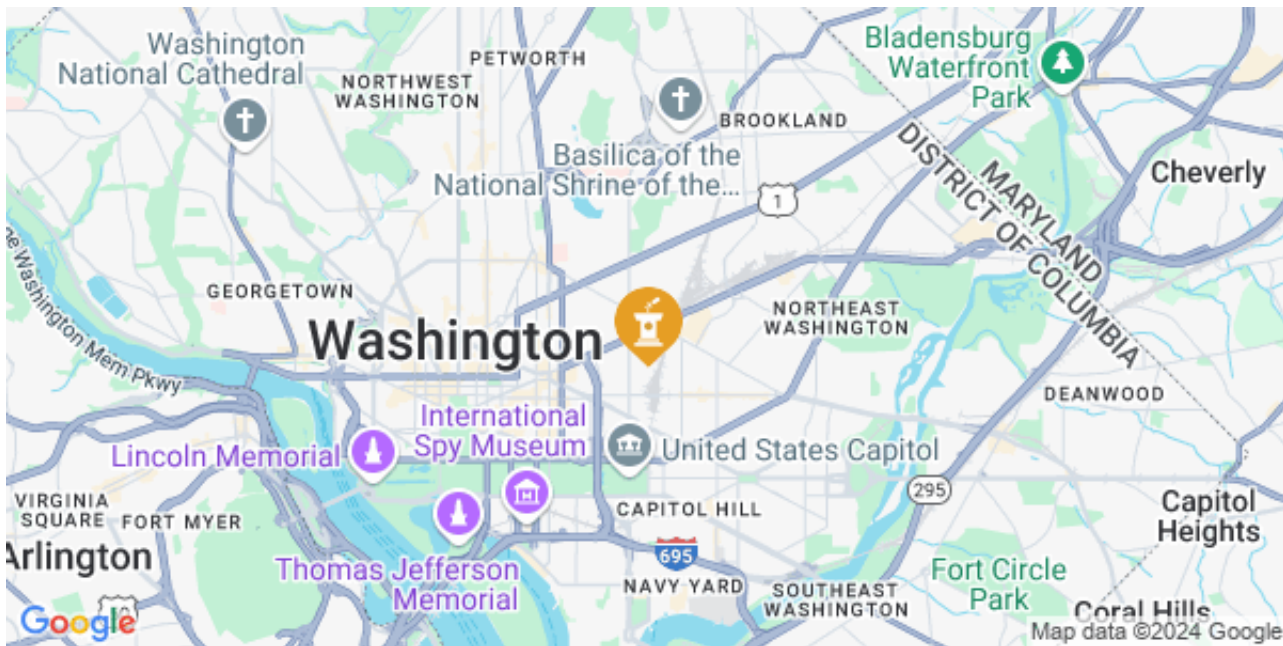 Washington
National Cathedral
PETWORTH
NORTHWEST
WASHINGTON
Bladensburg
Waterfront
Park
BROOKLAND
Basilica of the
National Shrine of the...
1
MARYLAND
DISTRICT OF COLUMBIA
Cheverly
ge Washington Mem Pkwy
GEORGETOWN
Washington
NORTHEAST
WASHINGTON
DEANWOOD
International
Spy Museum
Lincoln Memorial
United States Capitol
295
VIRGINIA
SQUARE
FORT MYER
CAPITOL HILL
Capitol
Heights
Arlington
695
Thomas Jefferson
Memorial
NAVY YARD
SOUTHEAST
WASHINGTON
Fort Circle
Park
Coral Hills
Google
Map data ©2024 Google